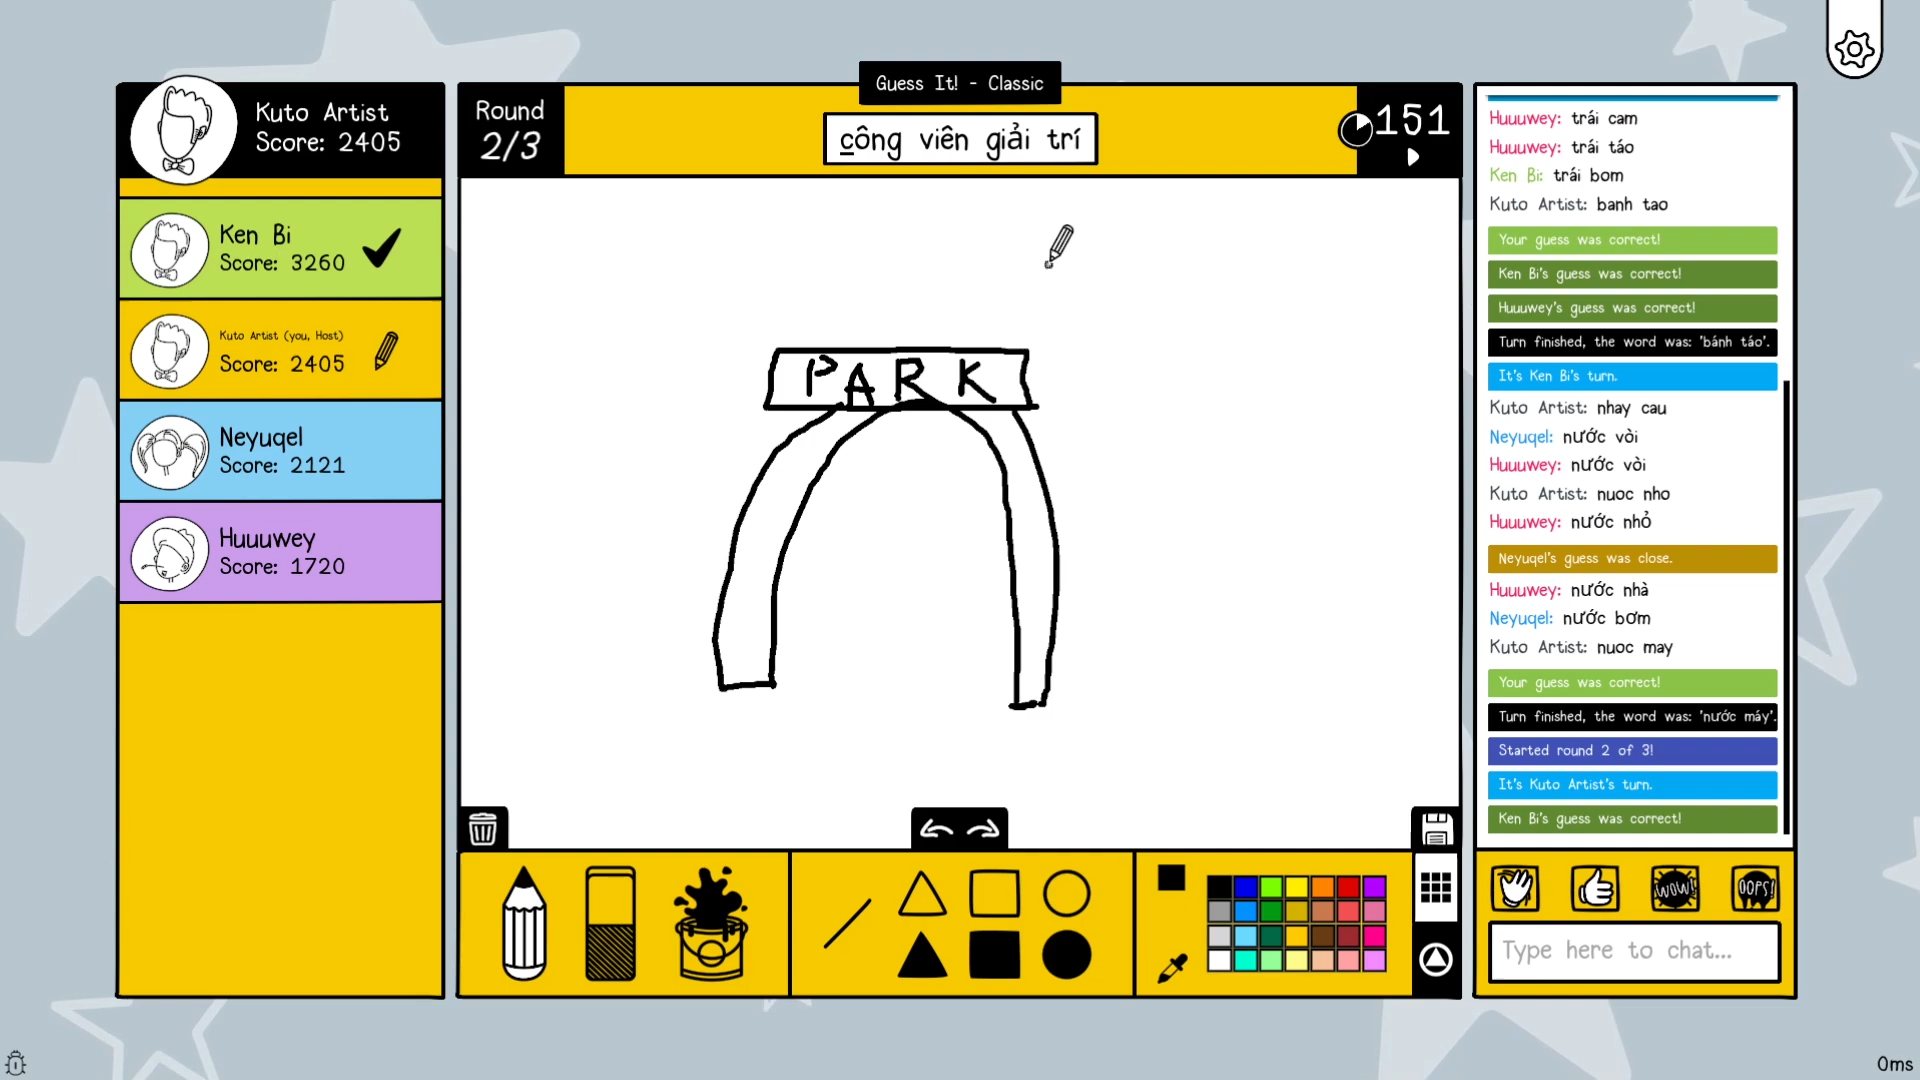 Guess It! - Classic
Kuto Artist
Score: 2405
Round
2/3
công viên giải trí
151
Ken Bi
Score: 3260
Kuto Artist (you, Host)
Score: 2405
Neyuqel
Score: 2121
Huuuwey
Score: 1720
PARK
Huuuwey: trái cam
Huuuwey: trái táo
Ken Bi: trái bom
Kuto Artist: banh tao
Your guess was correct!
Ken Bi's guess was correct!
Huuuwey's guess was correct!
Turn finished, the word was: 'bánh táo'.
It's Ken Bi's turn.
Kuto Artist: nhay cau
Neyuqel: nước vòi
Huuuwey: nước vòi
Kuto Artist: nuoc nho
Huuuwey: nước nhỏ
Neyuqel's guess was close.
Huuuwey: nước nhà
Neyuqel: nước bơm
Kuto Artist: nuoc may
Your guess was correct!
Turn finished, the word was: 'nước máy'.
Started round 2 of 3!
It's Kuto Artist's turn.
Ken Bi's guess was correct!
WOW!
OOPS!
Type here to chat...
0ms